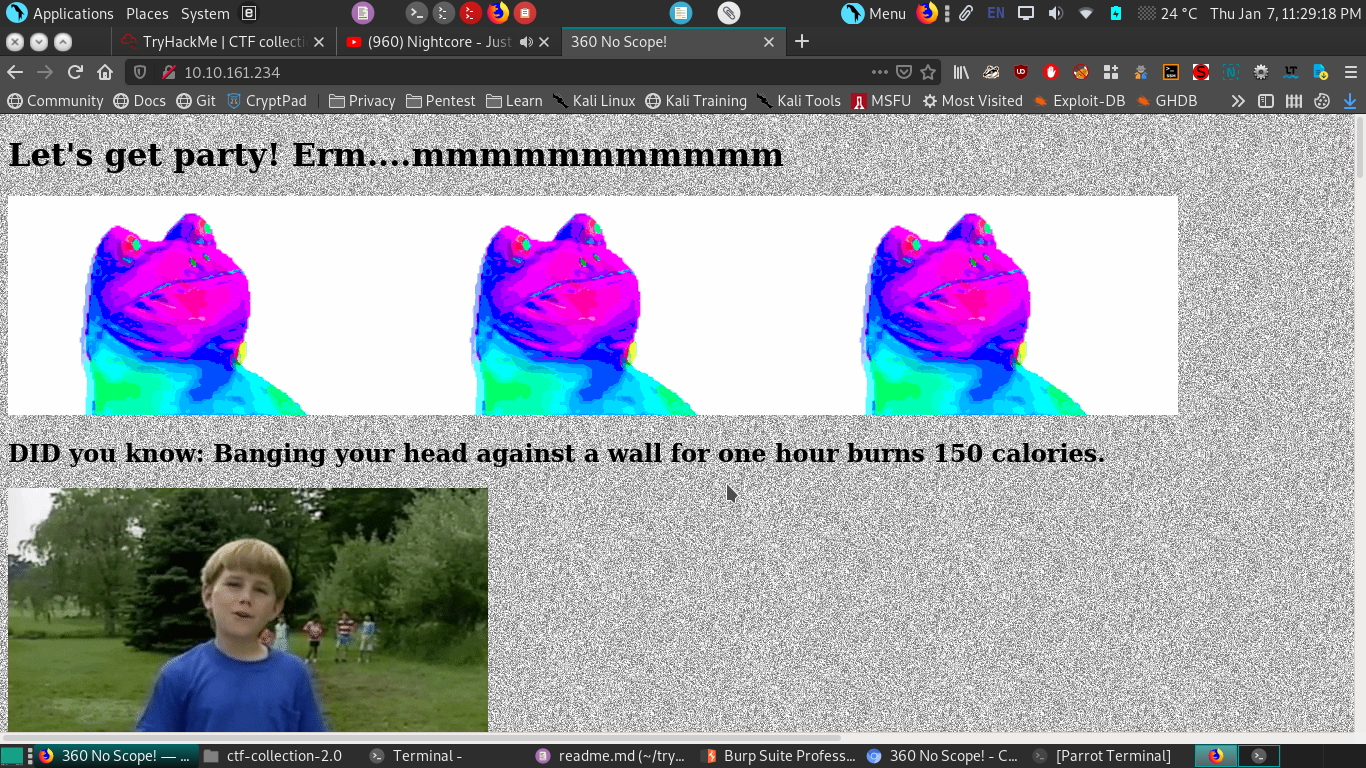 Applications Places System Menu EN 24 °C Thu Jan 7, 11:29:18 PM
TryHackMe | CTF collecti (960) Nightcore - Just 360 No Scope!
10.10.161.234
Community Docs Git CryptPad Privacy Pentest Learn Kali Linux Kali Training Kali Tools MSFU Most Visited Exploit-DB GHDB
Let's get party! Erm....mmmmmmmmmmm
DID you know: Banging your head against a wall for one hour burns 150 calories.
360 No Scope! — ... ctf-collection-2.0 Terminal - readme.md (~/try... Burp Suite Profess... 360 No Scope! - C... [Parrot Terminal]